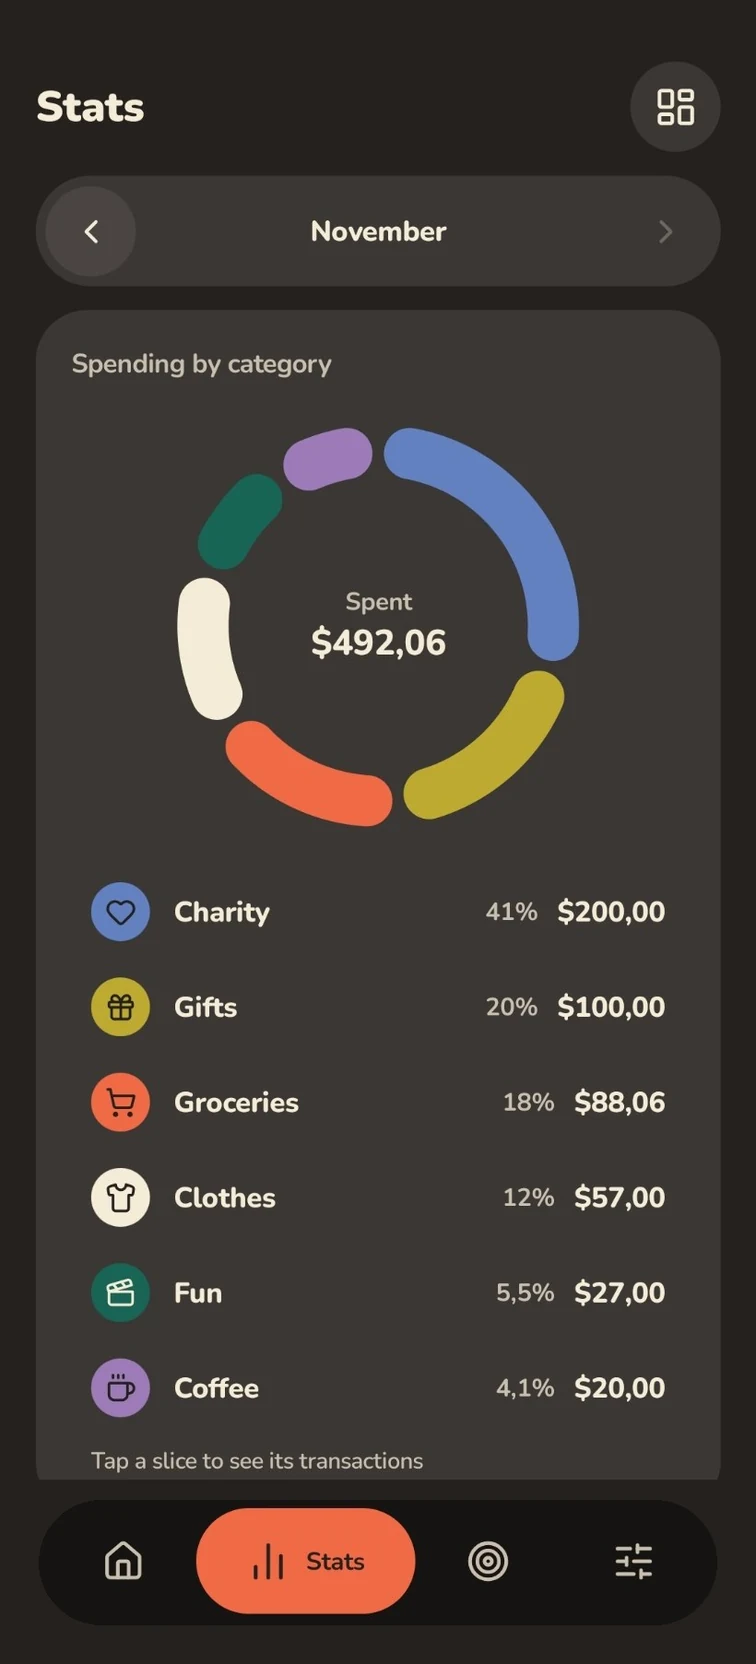 Stats
November
Spending by category
Spent
$492,06
Charity 41% $200,00
Gifts 20% $100,00
Groceries 18% $88,06
Clothes 12% $57,00
Fun 5,5% $27,00
Coffee 4,1% $20,00
Tap a slice to see its transactions
Stats